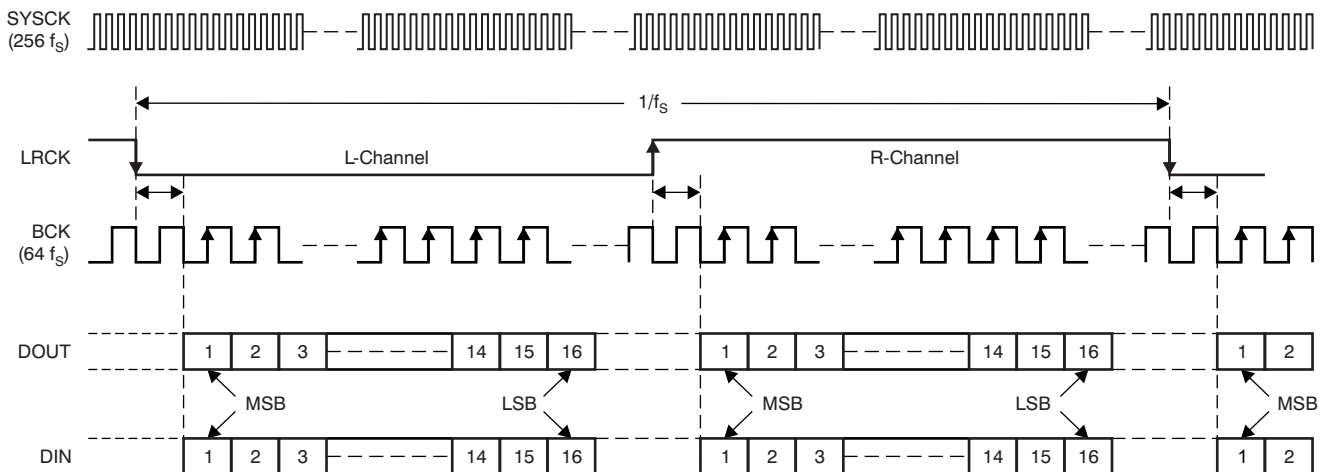 SYSCK
(256 fS)
1/fS
LRCK
L-Channel
R-Channel
BCK
(64 fS)
DOUT
1 2 3 14 15 16 1 2 3 14 15 16 1 2
MSB LSB MSB LSB MSB
DIN
1 2 3 14 15 16 1 2 3 14 15 16 1 2